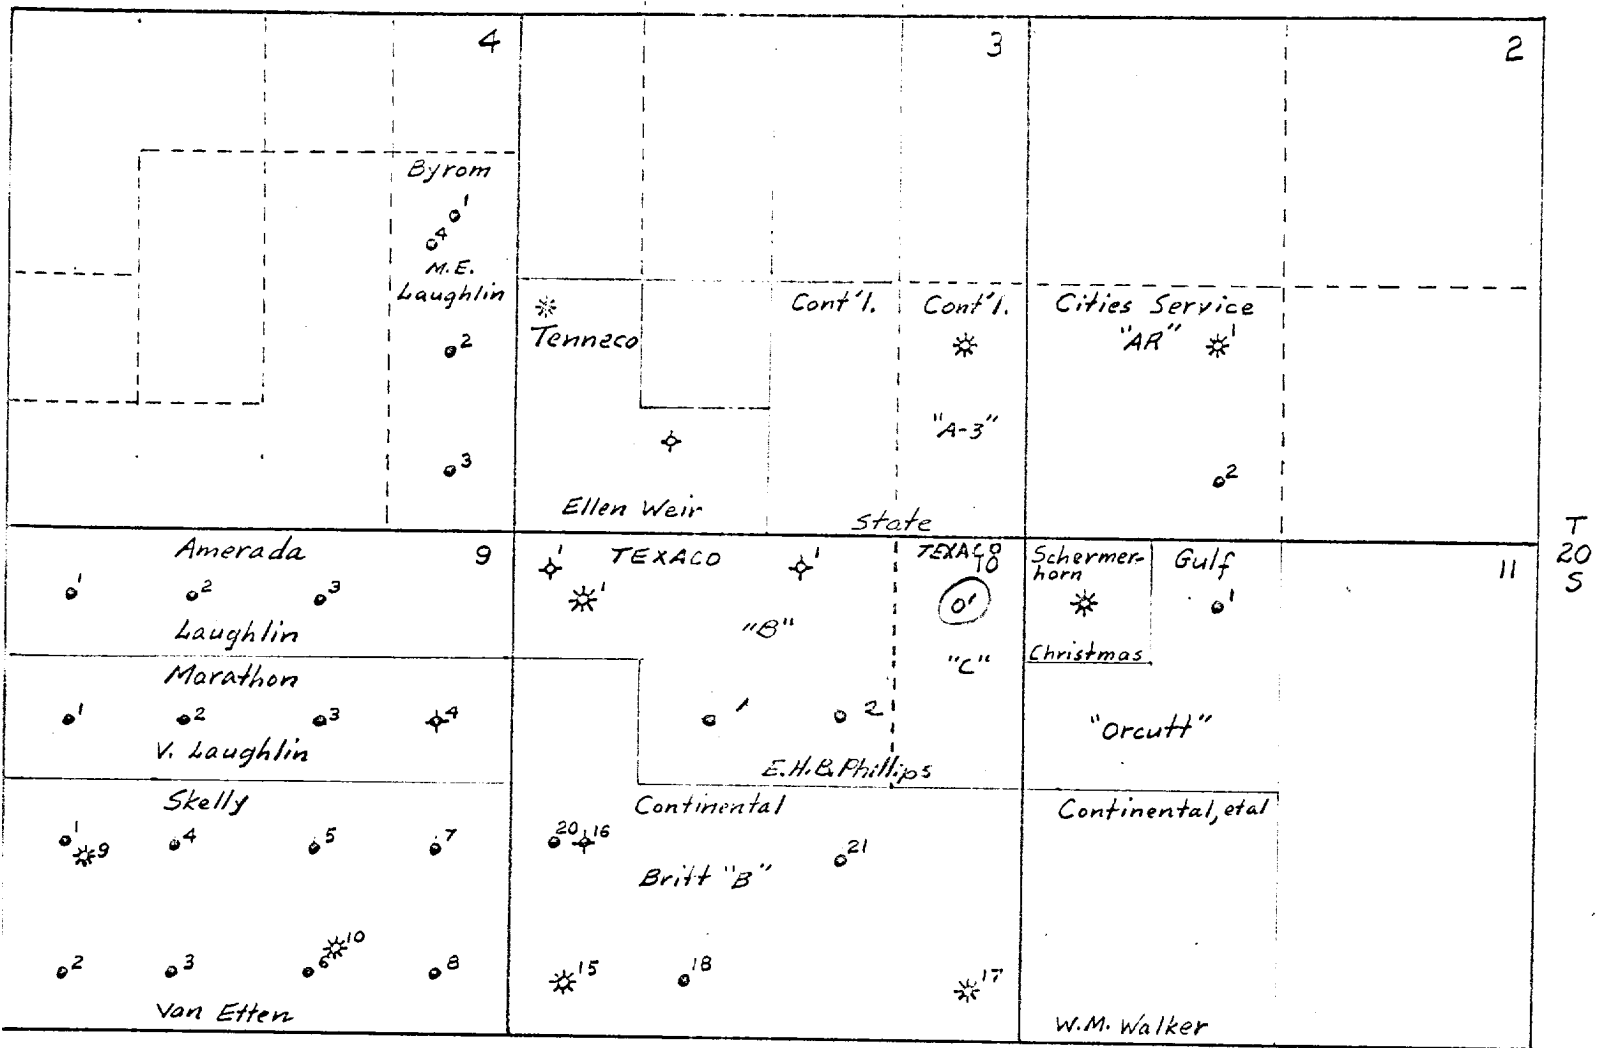 4
3
2
Byrom
1
4
M.E.
Laughlin
2
3
Tenneco
Cont'l.
Cont'l.
"A-3"
Ellen Weir
State
Cities Service
"AR" 1
2
T
20
S
Amerada
9
1 2 3
Laughlin
Marathon
1 2 3 4
V. Laughlin
Skelly
1 9 4 5 7
10
2 3 6 8
Van Etten
1 TEXACO 1
1
"B"
1 2
E.H.B. Phillips
TEXACO
10
1
"C"
Schermer-
horn
Christmas
Gulf
1
11
"Orcutt"
Continental
20 16 21
Britt "B"
15 18 17
Continental, etal
W.M. Walker